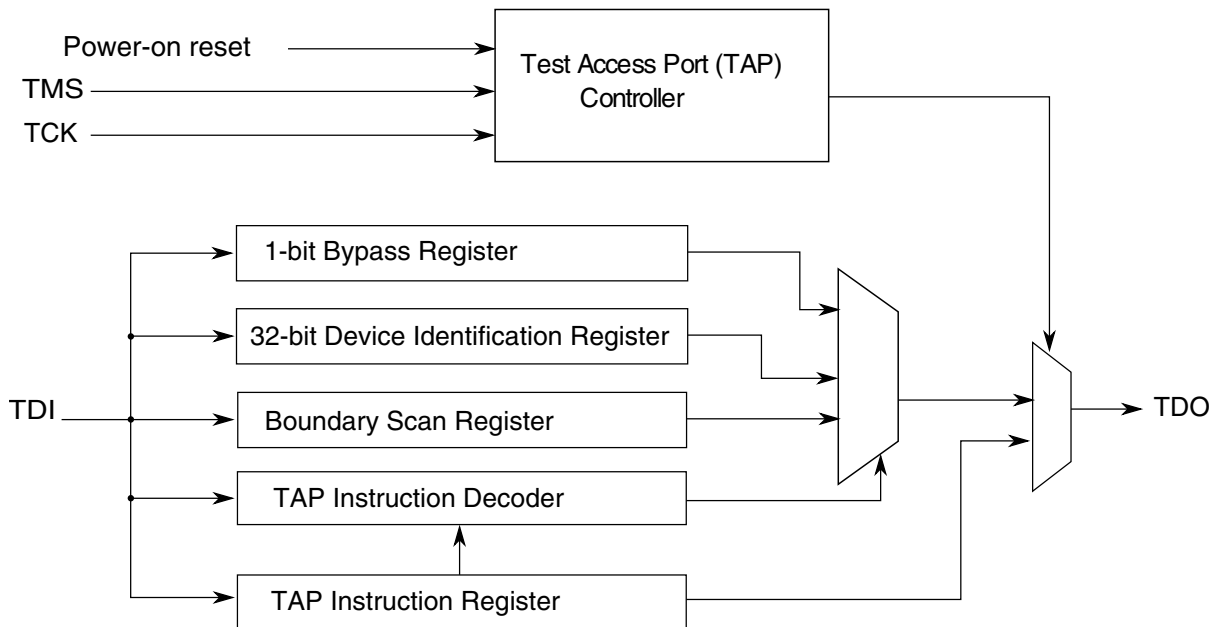 Power-on reset
TMS
TCK
Test Access Port (TAP)
Controller
1-bit Bypass Register
32-bit Device Identification Register
TDI
Boundary Scan Register
TDO
TAP Instruction Decoder
TAP Instruction Register